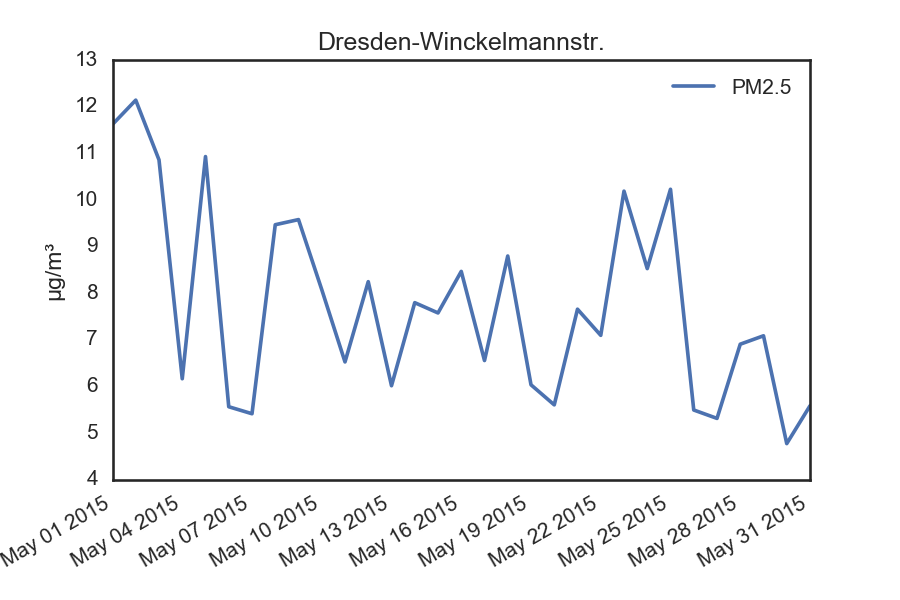 Dresden-Winckelmannstr.
13
12
11
10
9
8
7
6
5
4
µg/m³
PM2.5
May 01 2015
May 04 2015
May 07 2015
May 10 2015
May 13 2015
May 16 2015
May 19 2015
May 22 2015
May 25 2015
May 28 2015
May 31 2015